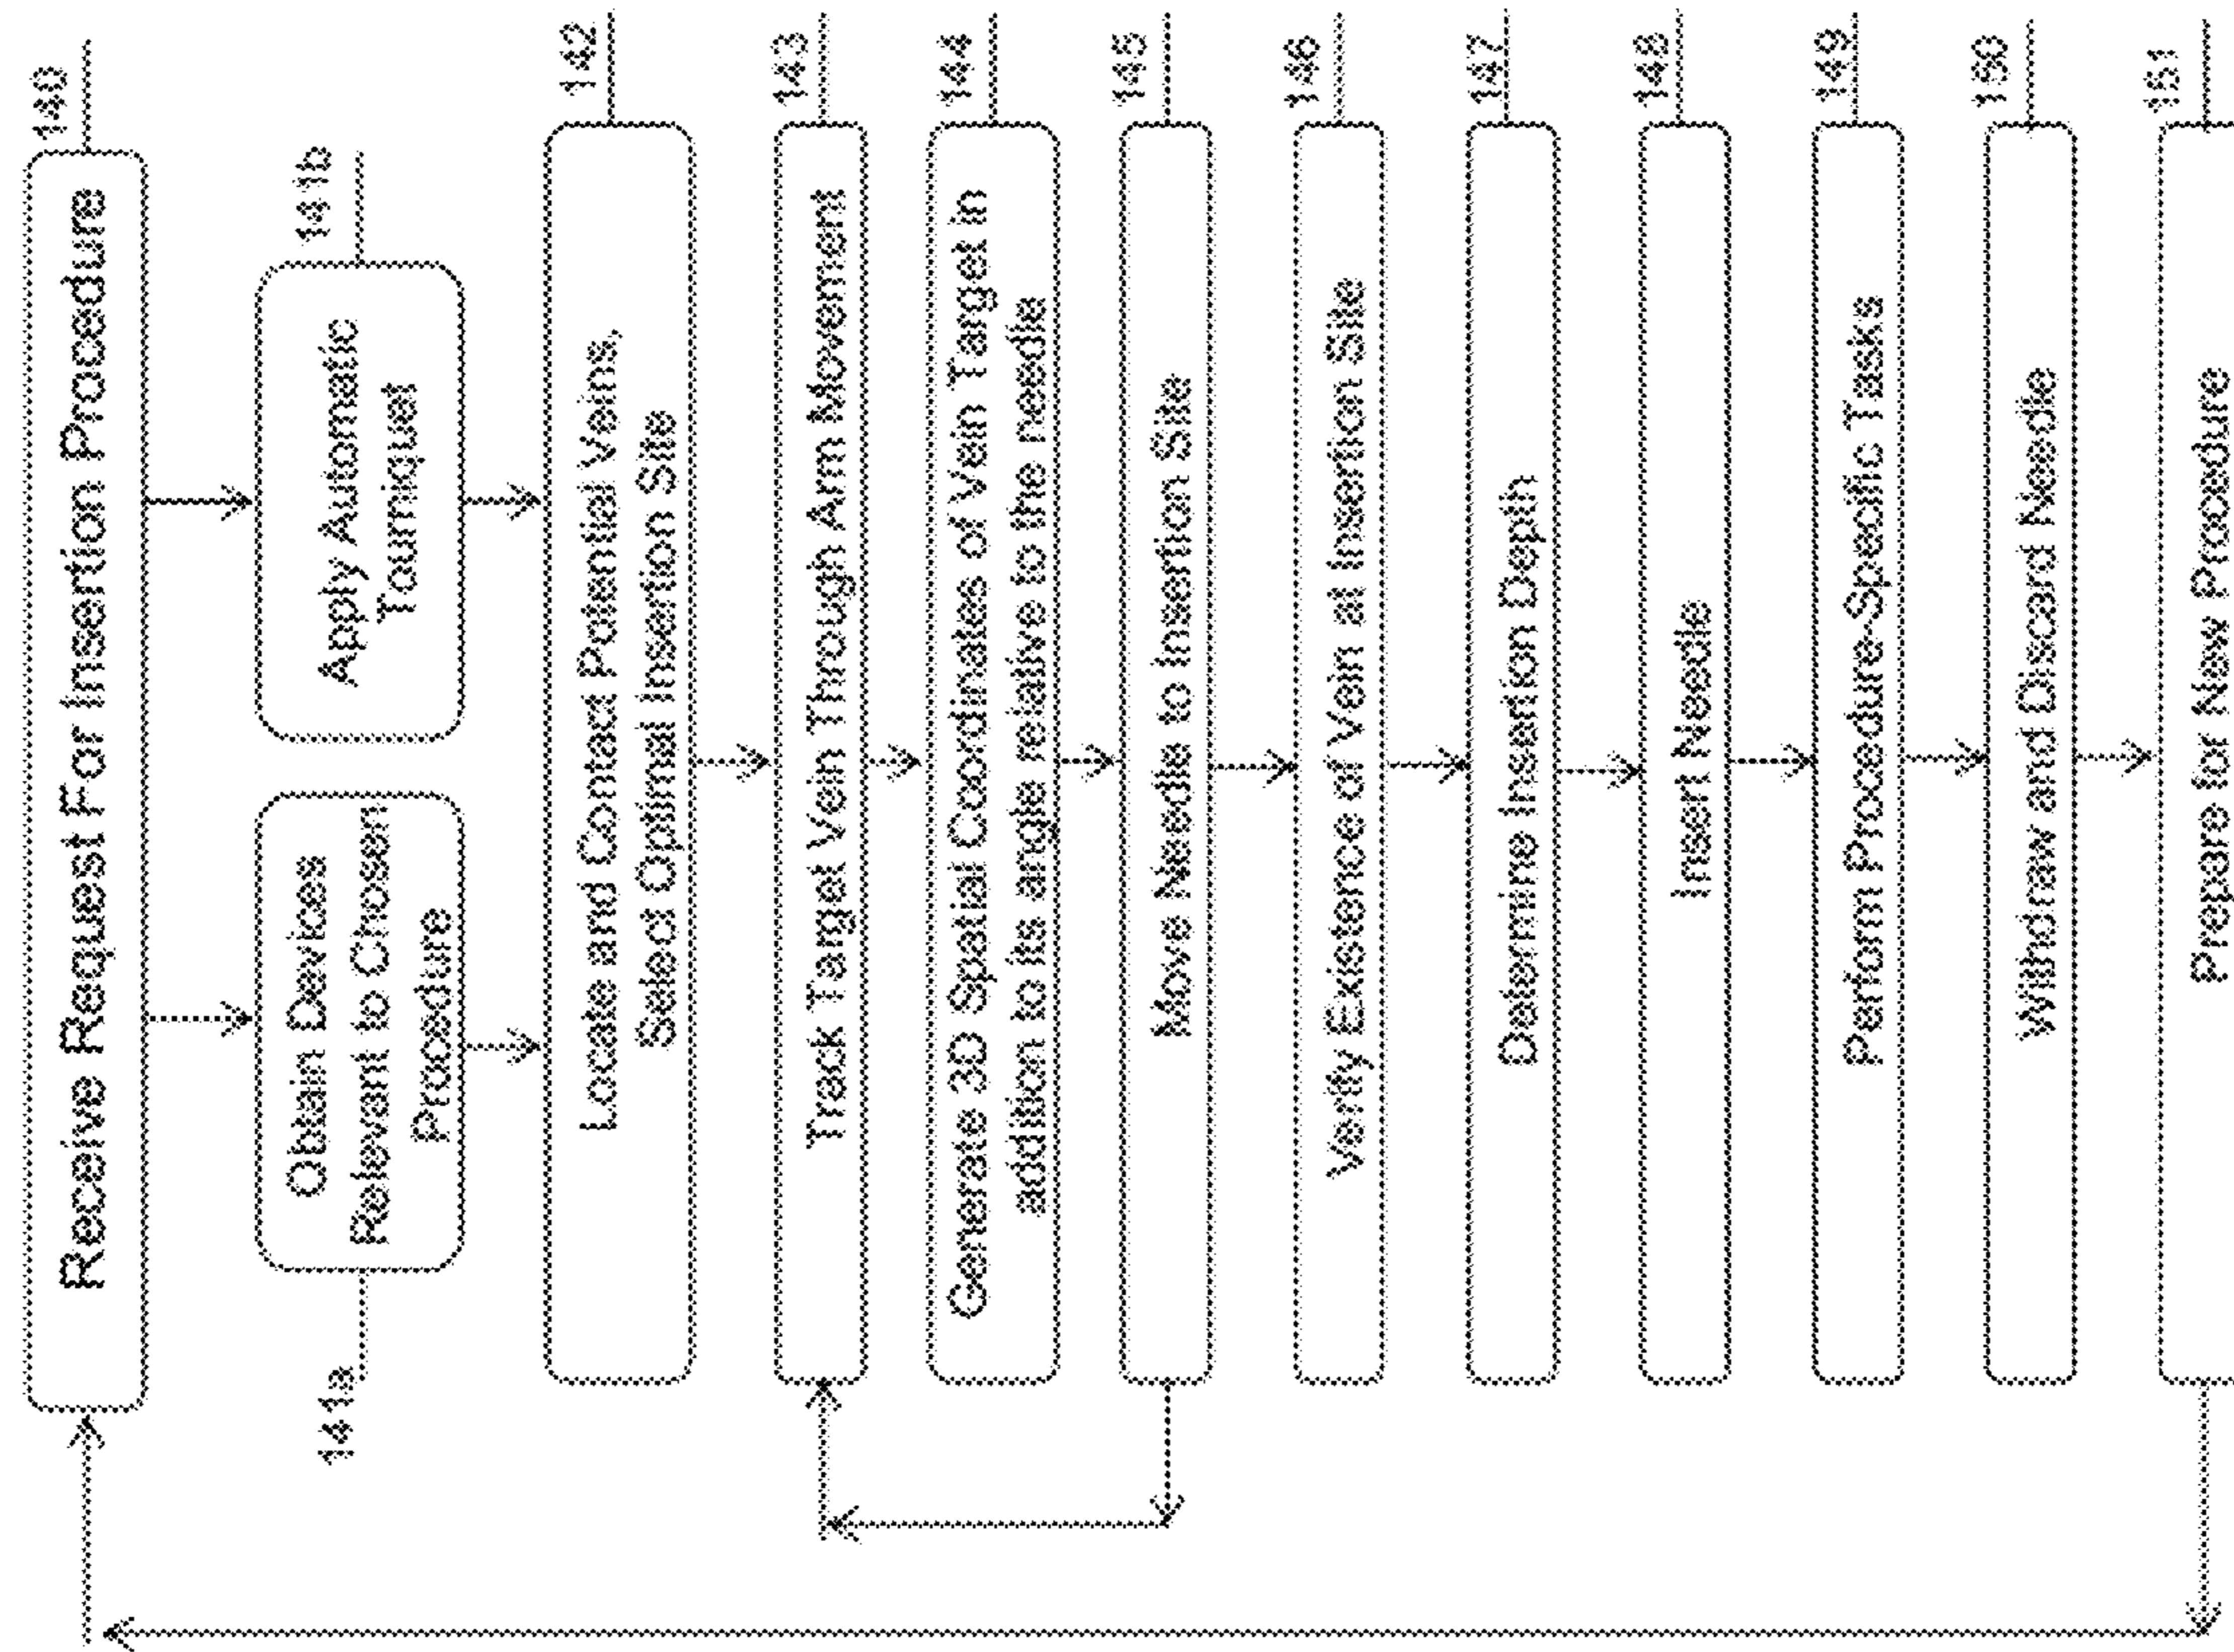 Receive Request For Insertion Procedure
140
Obtain Devices
Relevant to Chosen
Procedure
141a
Apply Automatic
Tourniquet
141b
Locate and Contact Potential Veins,
Select Optimal Insertion Site
142
Track Target Vein Through Arm Movement
143
Generate 3D Spatial Coordinates of Vein Target in
addition to its angle relative to the needle
144
Move Needle to Insertion Site
145
Verify Existence of Vein at Insertion Site
146
Determine Insertion Depth
147
Insert Needle
148
Perform Procedure-Specific Tasks
149
Withdraw and Discard Needle
150
Prepare for New Procedure
151